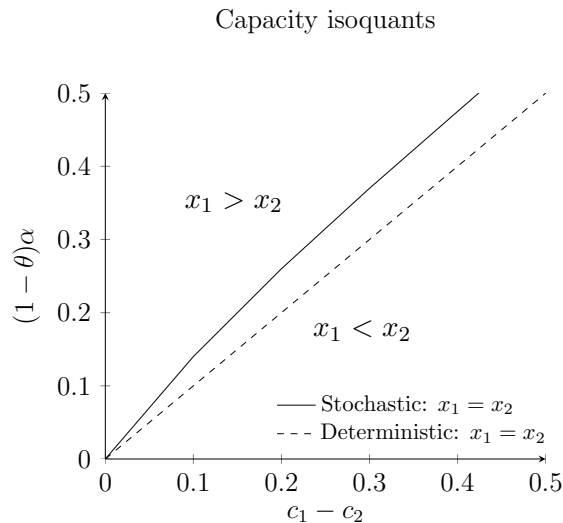 Capacity isoquants
(1 − θ)α
0.5
0.4
0.3
0.2
0.1
0
x₁ > x₂
x₁ < x₂
Stochastic: x₁ = x₂
Deterministic: x₁ = x₂
0 0.1 0.2 0.3 0.4 0.5
c₁ − c₂